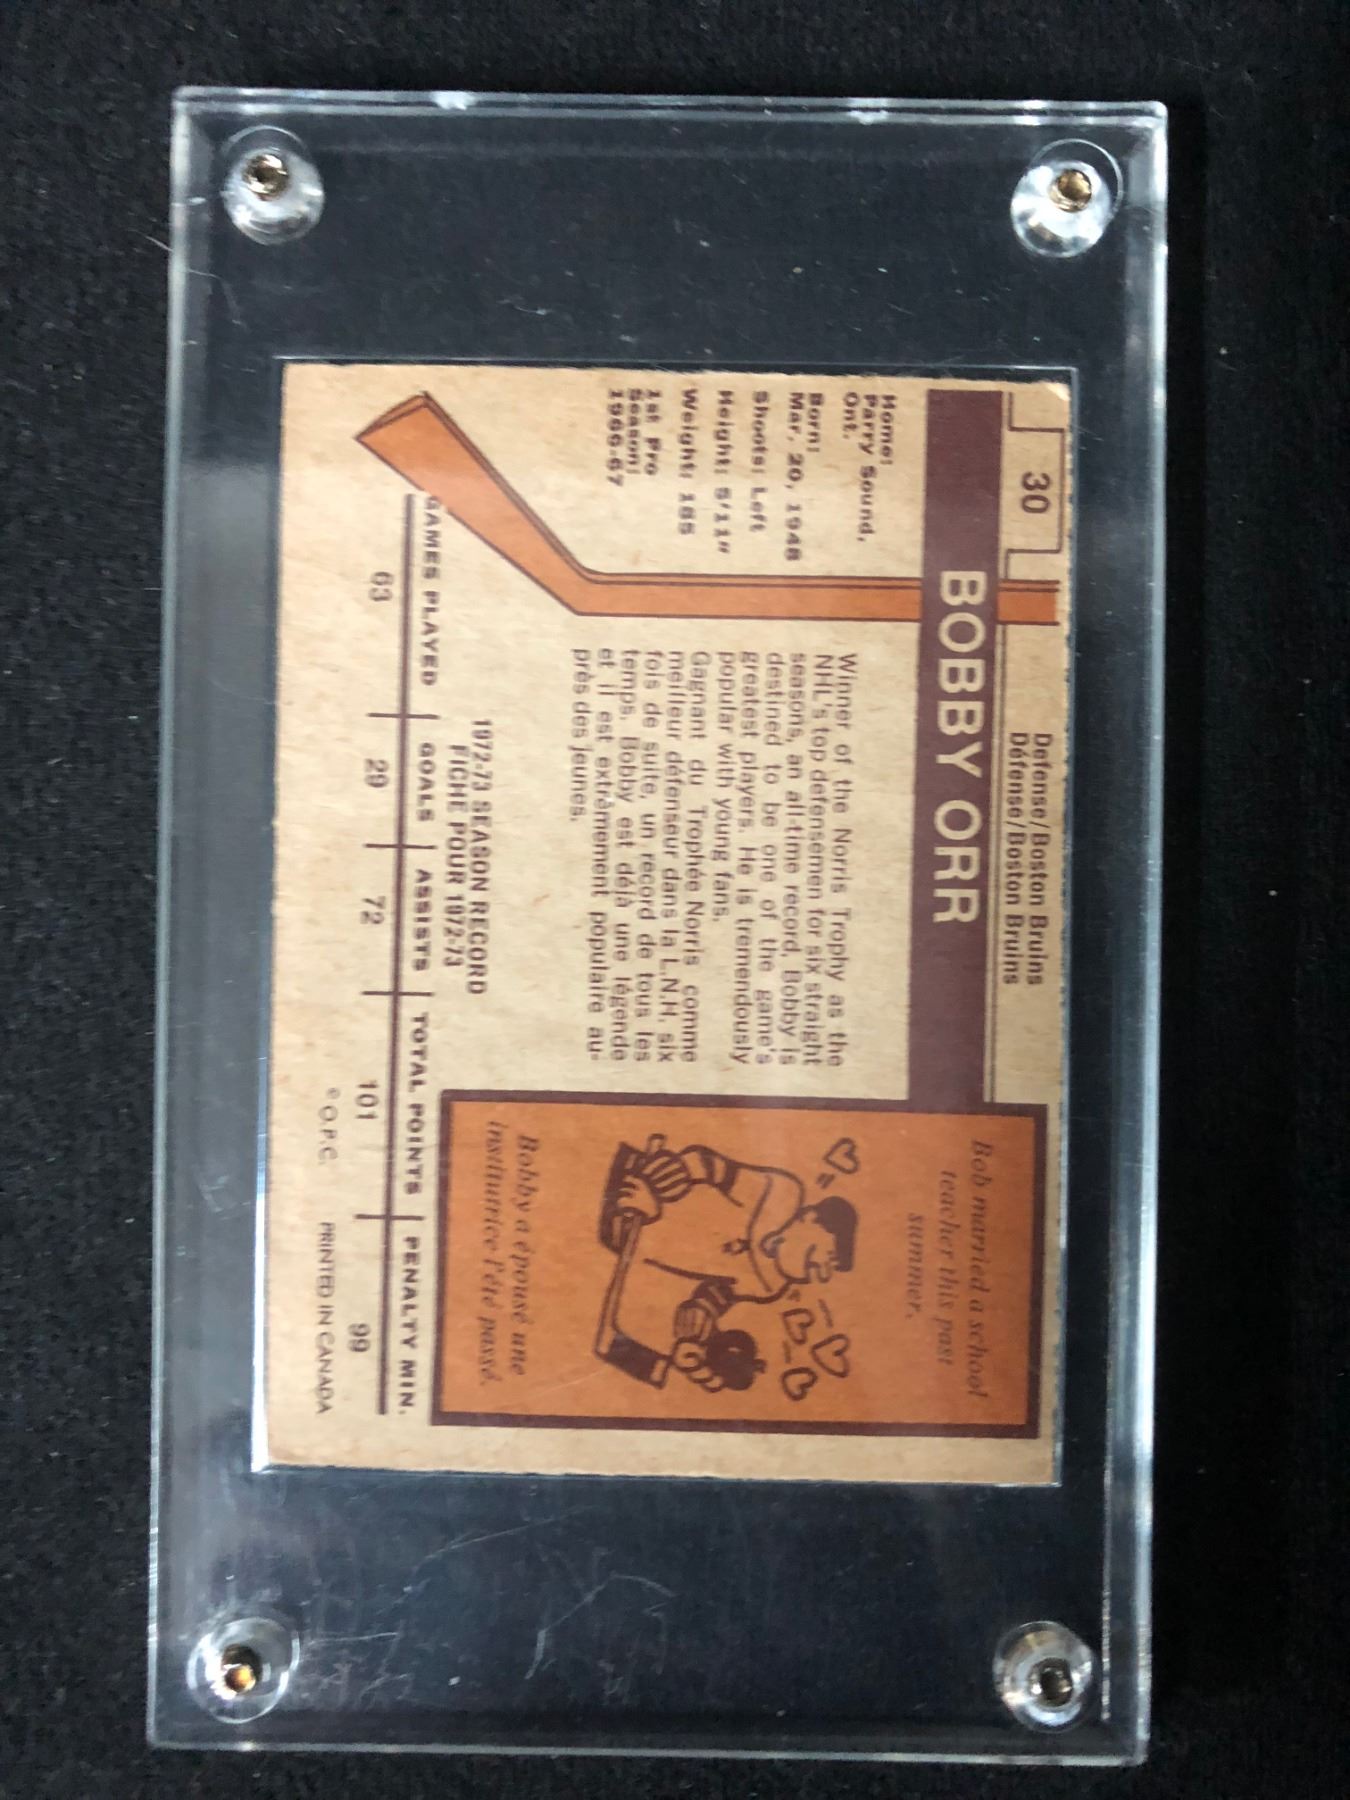 30
Defense/Boston Bruins
Défense/Boston Bruins
BOBBY ORR
Home:
Parry Sound,
Ont.
Born:
Mar. 20, 1948
Shoots: Left
Height: 5'11"
Weight: 185
1st Pro
Season:
1966-67
Winner of the Norris Trophy as the
NHL's top defensemen for six straight
seasons, an all-time record, Bobby is
destined to be one of the game's
greatest players. He is tremendously
popular with young fans.
Gagnant du Trophée Norris comme
meilleur défenseur dans la L.N.H. six
fois de suite, un record de tous les
temps. Bobby est déjà une légende
et il est extrêmement populaire au-
près des jeunes.
Bob married a school
teacher this past
summer.
Bobby a épousé une
institutrice l'été passé.
1972-73 SEASON RECORD
FICHE POUR 1972-73
GAMES PLAYED GOALS ASSISTS TOTAL POINTS PENALTY MIN.
63 29 72 101 99
© O.P.C. PRINTED IN CANADA